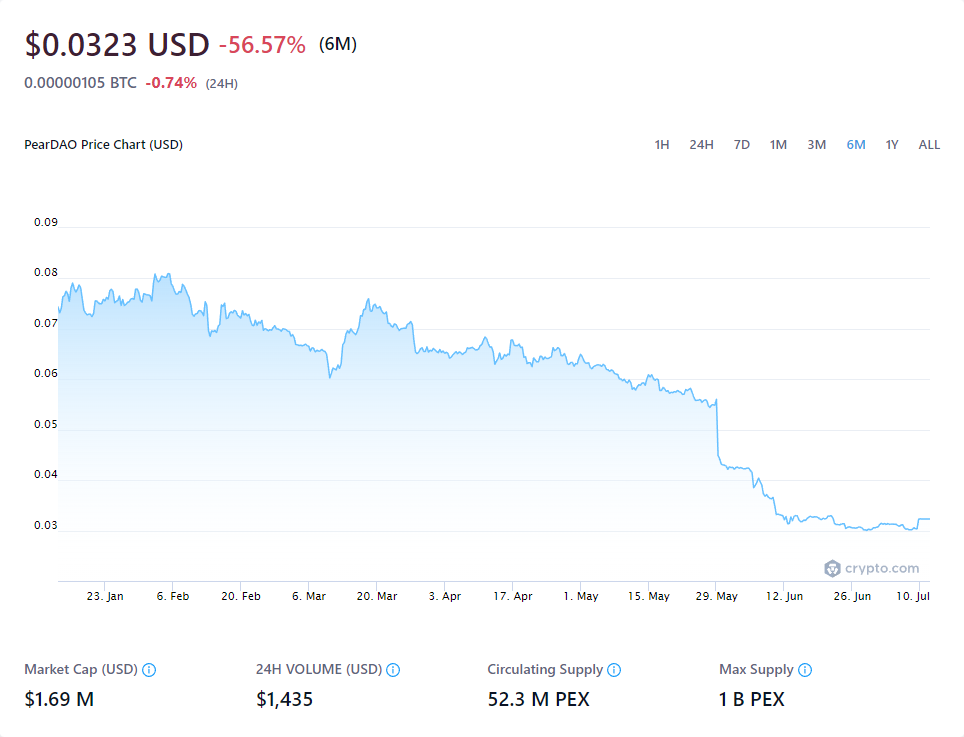 $0.0323 USD -56.57% (6M)
0.00000105 BTC -0.74% (24H)
PearDAO Price Chart (USD) 1H 24H 7D 1M 3M 6M 1Y ALL
0.09
0.08
0.07
0.06
0.05
0.04
0.03
crypto.com
23. Jan 6. Feb 20. Feb 6. Mar 20. Mar 3. Apr 17. Apr 1. May 15. May 29. May 12. Jun 26. Jun 10. Jul
Market Cap (USD) 24H VOLUME (USD) Circulating Supply Max Supply
$1.69 M $1,435 52.3 M PEX 1 B PEX